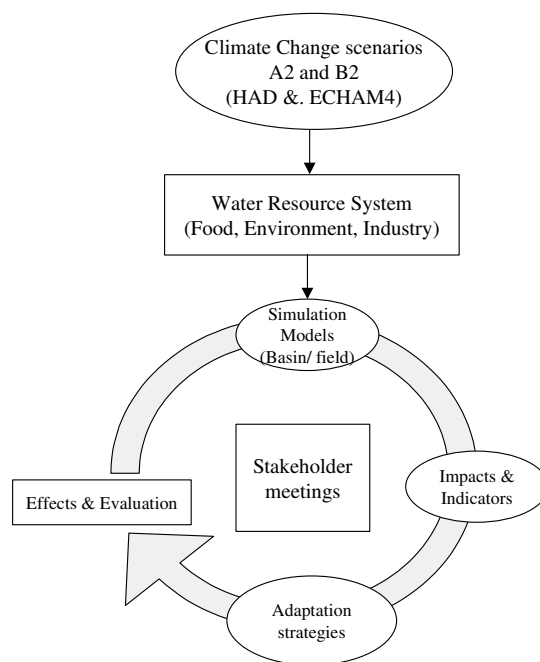 Climate Change scenarios
A2 and B2
(HAD &. ECHAM4)
Water Resource System
(Food, Environment, Industry)
Simulation
Models
(Basin/ field)
Stakeholder
meetings
Impacts &
Indicators
Effects & Evaluation
Adaptation
strategies